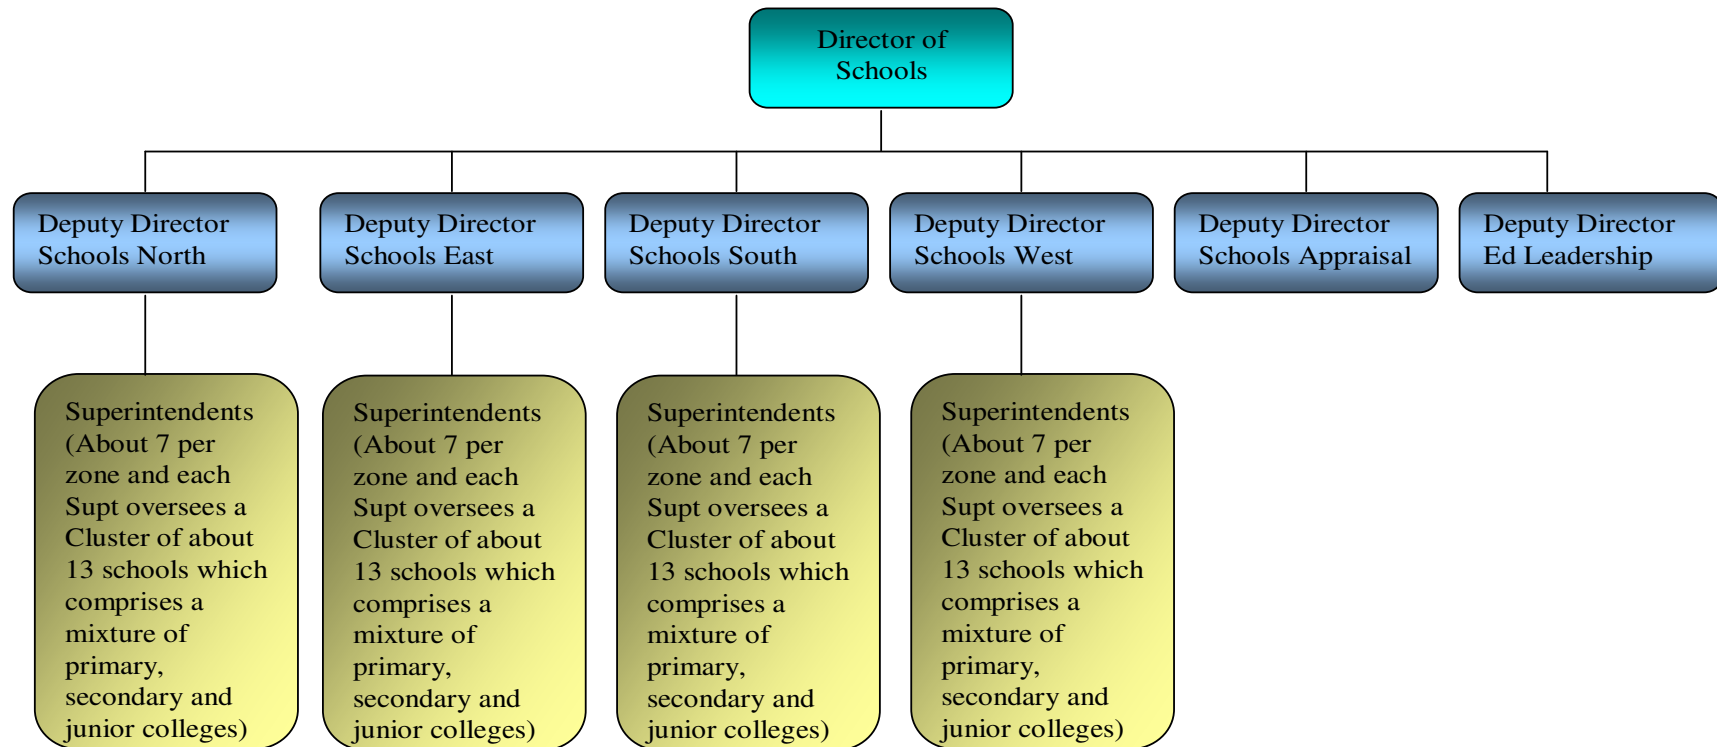 Director of
Schools
Deputy Director
Schools North
Deputy Director
Schools East
Deputy Director
Schools South
Deputy Director
Schools West
Deputy Director
Schools Appraisal
Deputy Director
Ed Leadership
Superintendents
(About 7 per
zone and each
Supt oversees a
Cluster of about
13 schools which
comprises a
mixture of
primary,
secondary and
junior colleges)
Superintendents
(About 7 per
zone and each
Supt oversees a
Cluster of about
13 schools which
comprises a
mixture of
primary,
secondary and
junior colleges)
Superintendents
(About 7 per
zone and each
Supt oversees a
Cluster of about
13 schools which
comprises a
mixture of
primary,
secondary and
junior colleges)
Superintendents
(About 7 per
zone and each
Supt oversees a
Cluster of about
13 schools which
comprises a
mixture of
primary,
secondary and
junior colleges)